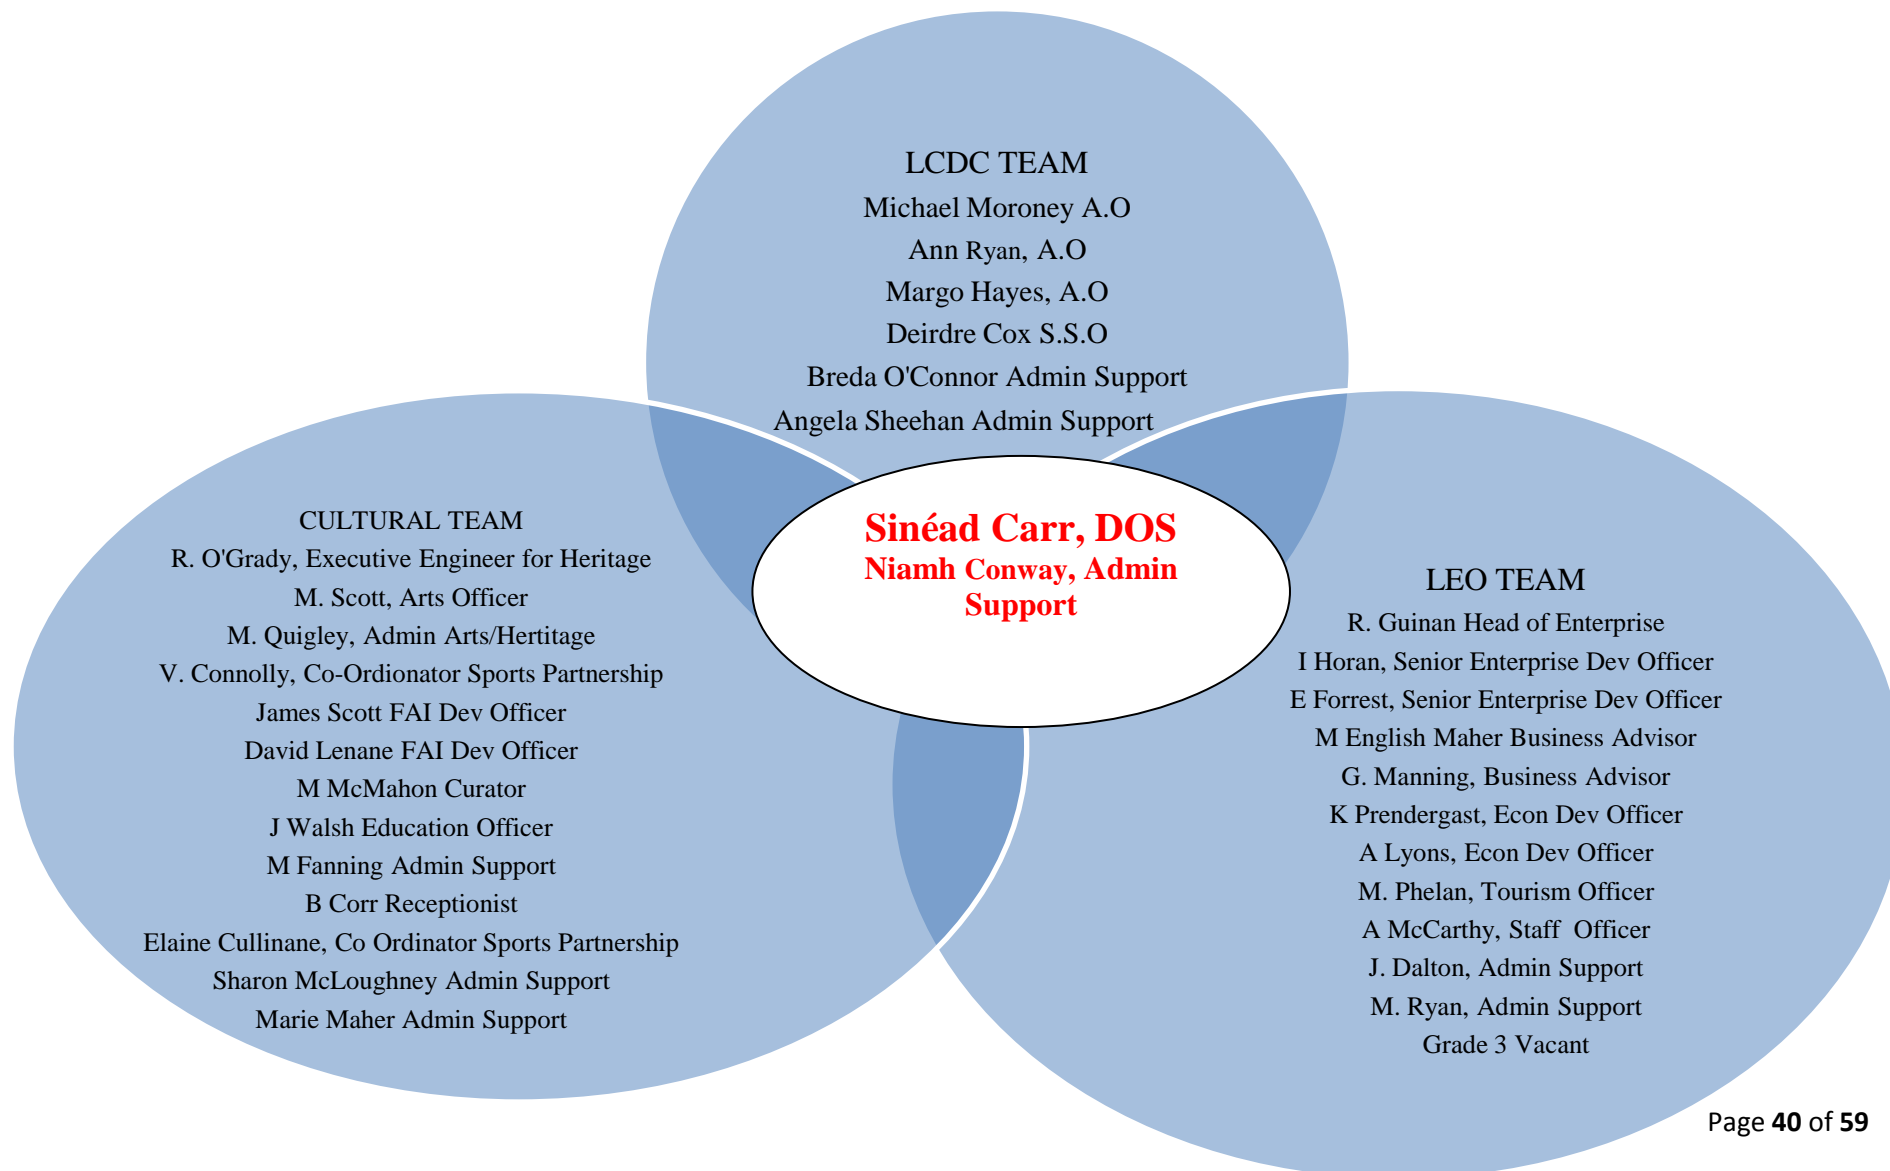 LCDC TEAM
Michael Moroney A.O
Ann Ryan, A.O
Margo Hayes, A.O
Deirdre Cox S.S.O
Breda O'Connor Admin Support
Angela Sheehan Admin Support
Sinéad Carr, DOS
Niamh Conway, Admin
Support
CULTURAL TEAM
R. O'Grady, Executive Engineer for Heritage
M. Scott, Arts Officer
M. Quigley, Admin Arts/Hertitage
V. Connolly, Co-Ordionator Sports Partnership
James Scott FAI Dev Officer
David Lenane FAI Dev Officer
M McMahon Curator
J Walsh Education Officer
M Fanning Admin Support
B Corr Receptionist
Elaine Cullinane, Co Ordinator Sports Partnership
Sharon McLoughney Admin Support
Marie Maher Admin Support
LEO TEAM
R. Guinan Head of Enterprise
I Horan, Senior Enterprise Dev Officer
E Forrest, Senior Enterprise Dev Officer
M English Maher Business Advisor
G. Manning, Business Advisor
K Prendergast, Econ Dev Officer
A Lyons, Econ Dev Officer
M. Phelan, Tourism Officer
A McCarthy, Staff Officer
J. Dalton, Admin Support
M. Ryan, Admin Support
Grade 3 Vacant
Page 40 of 59